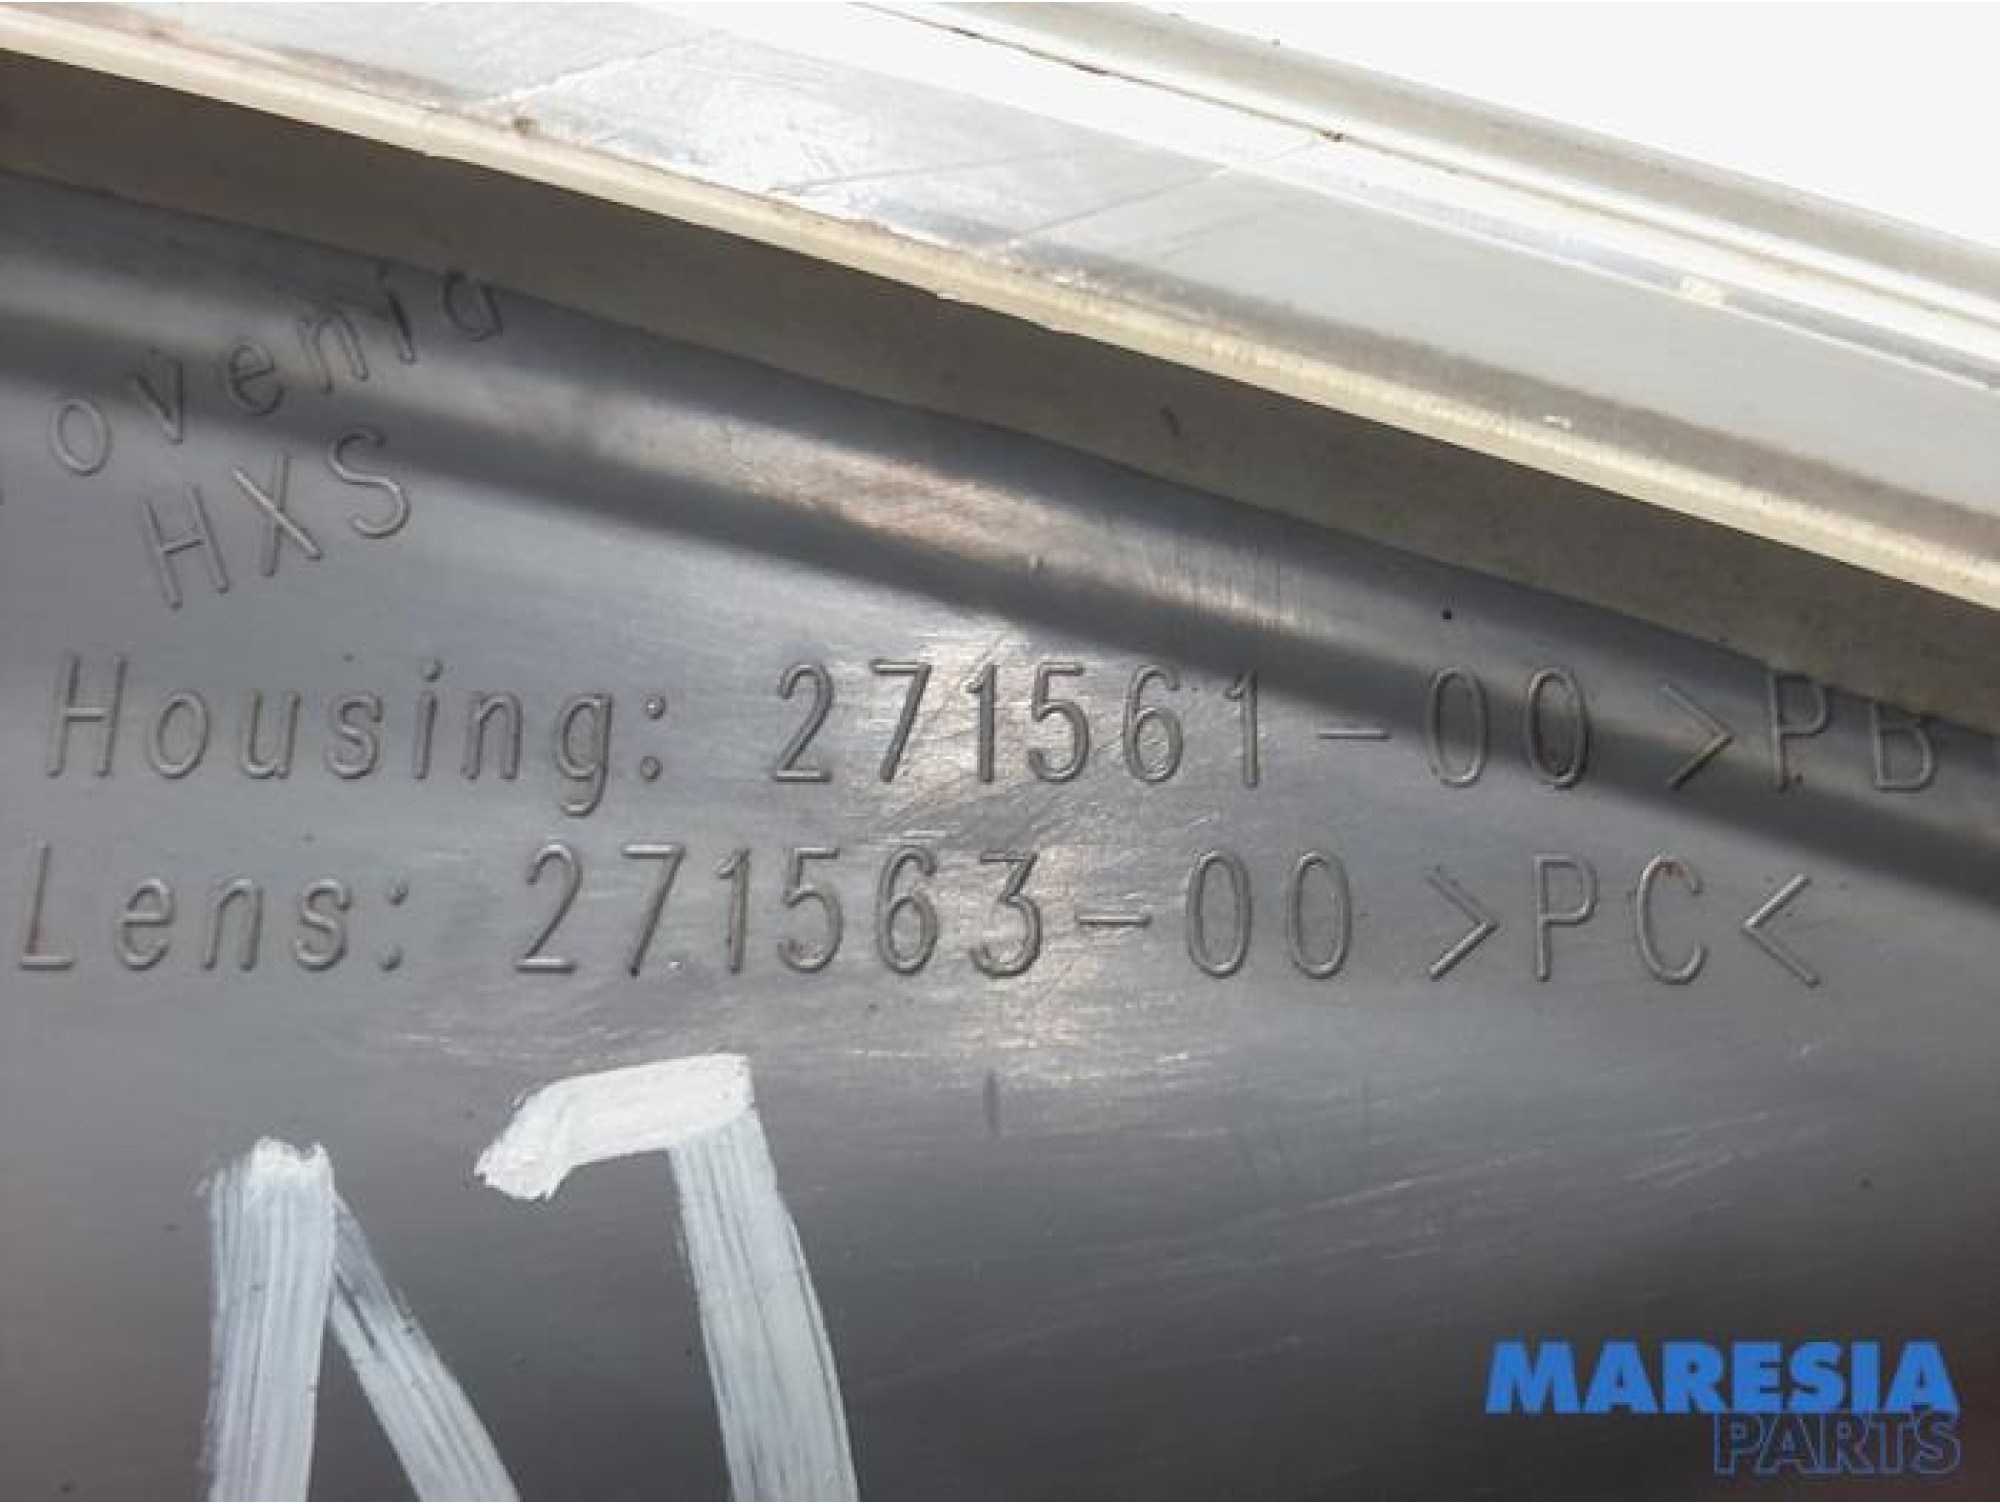 ovenia
HXS
Housing: 271561-00 >PB
Lens: 271563-00 >PC<
MARESIA
PARTS